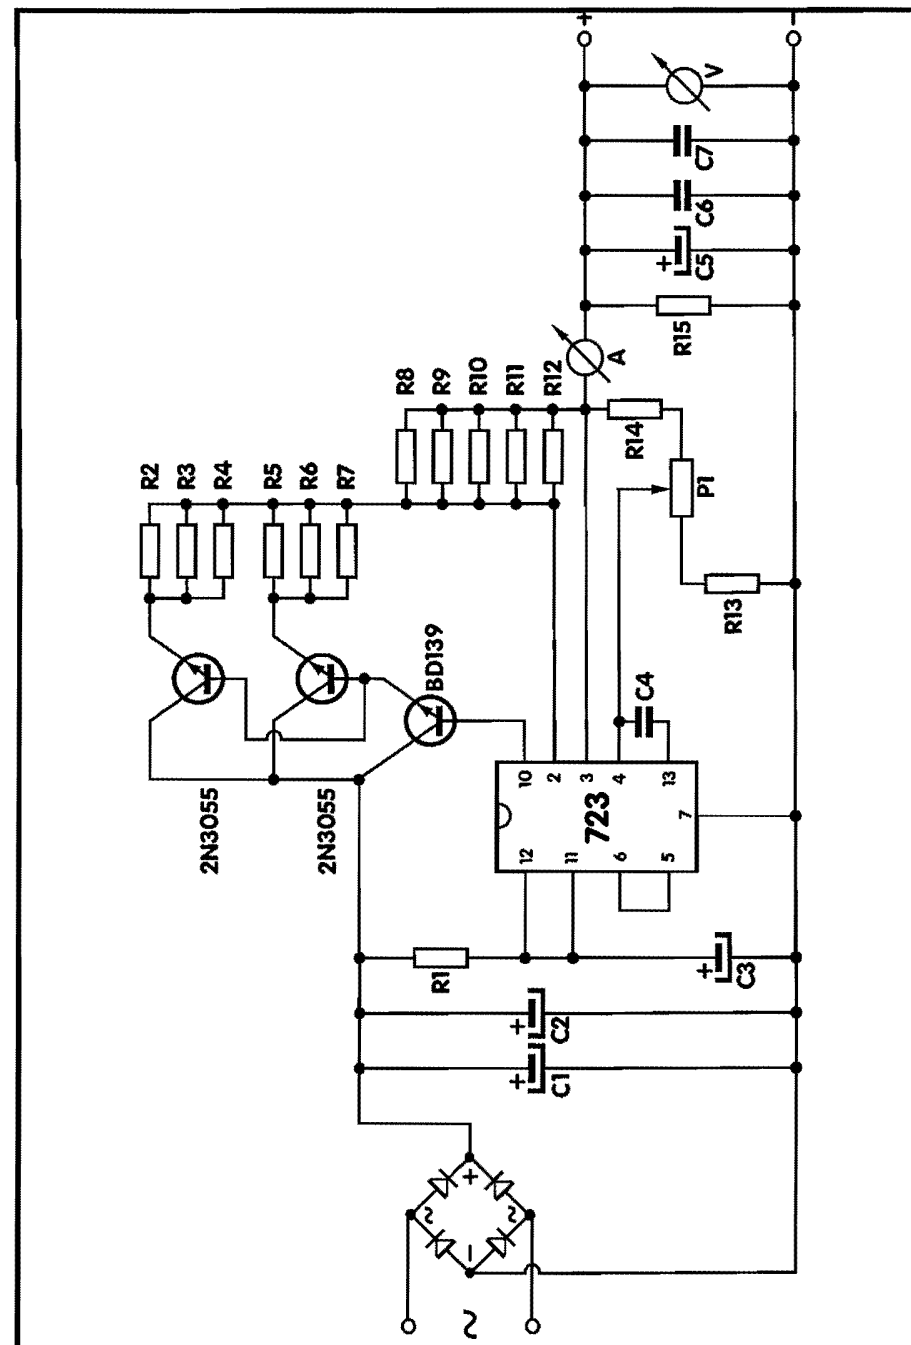 +
−
V
C7
C6
+
C5
R15
A
R8
R9
R10
R11
R12
R14
P1
R13
R2
R3
R4
R5
R6
R7
2N3055
2N3055
BD139
C4
10
2
3
4
13
723
7
12
11
6
5
R1
+
C3
+
C2
+
C1
+
~
~
−
~